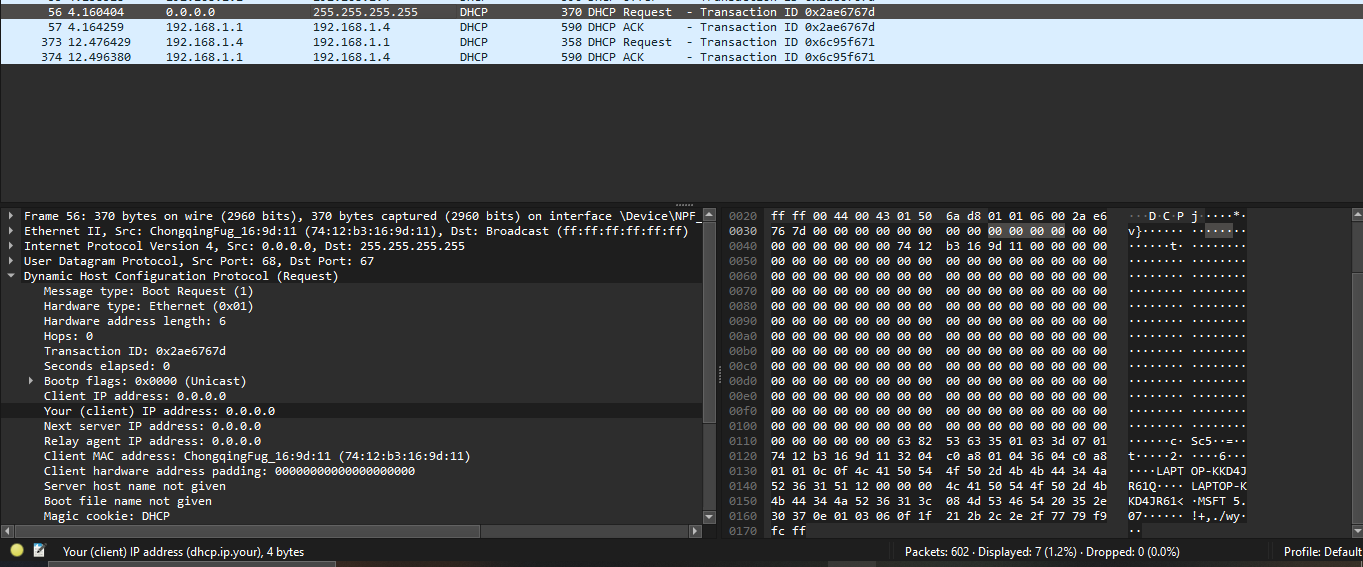 56 4.160404 0.0.0.0 255.255.255.255 DHCP 370 DHCP Request - Transaction ID 0x2ae6767d
57 4.164259 192.168.1.1 192.168.1.4 DHCP 590 DHCP ACK - Transaction ID 0x2ae6767d
373 12.476429 192.168.1.4 192.168.1.1 DHCP 358 DHCP Request - Transaction ID 0x6c95f671
374 12.496380 192.168.1.1 192.168.1.4 DHCP 590 DHCP ACK - Transaction ID 0x6c95f671
Frame 56: 370 bytes on wire (2960 bits), 370 bytes captured (2960 bits) on interface \Device\NPF_
Ethernet II, Src: ChongqingFug_16:9d:11 (74:12:b3:16:9d:11), Dst: Broadcast (ff:ff:ff:ff:ff:ff)
Internet Protocol Version 4, Src: 0.0.0.0, Dst: 255.255.255.255
User Datagram Protocol, Src Port: 68, Dst Port: 67
Dynamic Host Configuration Protocol (Request)
Message type: Boot Request (1)
Hardware type: Ethernet (0x01)
Hardware address length: 6
Hops: 0
Transaction ID: 0x2ae6767d
Seconds elapsed: 0
Bootp flags: 0x0000 (Unicast)
Client IP address: 0.0.0.0
Your (client) IP address: 0.0.0.0
Next server IP address: 0.0.0.0
Relay agent IP address: 0.0.0.0
Client MAC address: ChongqingFug_16:9d:11 (74:12:b3:16:9d:11)
Client hardware address padding: 00000000000000000000
Server host name not given
Boot file name not given
Magic cookie: DHCP
0020 ff ff 00 44 00 43 01 50 6a d8 01 01 06 00 2a e6 ···D·C·P j·····*·
0030 76 7d 00 00 00 00 00 00 00 00 00 00 00 00 00 00 v}······ ········
0040 00 00 00 00 00 00 74 12 b3 16 9d 11 00 00 00 00 ······t· ········
0050 00 00 00 00 00 00 00 00 00 00 00 00 00 00 00 00 ········ ········
0060 00 00 00 00 00 00 00 00 00 00 00 00 00 00 00 00 ········ ········
0070 00 00 00 00 00 00 00 00 00 00 00 00 00 00 00 00 ········ ········
0080 00 00 00 00 00 00 00 00 00 00 00 00 00 00 00 00 ········ ········
0090 00 00 00 00 00 00 00 00 00 00 00 00 00 00 00 00 ········ ········
00a0 00 00 00 00 00 00 00 00 00 00 00 00 00 00 00 00 ········ ········
00b0 00 00 00 00 00 00 00 00 00 00 00 00 00 00 00 00 ········ ········
00c0 00 00 00 00 00 00 00 00 00 00 00 00 00 00 00 00 ········ ········
00d0 00 00 00 00 00 00 00 00 00 00 00 00 00 00 00 00 ········ ········
00e0 00 00 00 00 00 00 00 00 00 00 00 00 00 00 00 00 ········ ········
00f0 00 00 00 00 00 00 00 00 00 00 00 00 00 00 00 00 ········ ········
0100 00 00 00 00 00 00 00 00 00 00 00 00 00 00 00 00 ········ ········
0110 00 00 00 00 00 00 63 82 53 63 35 01 03 3d 07 01 ······c· Sc5··=··
0120 74 12 b3 16 9d 11 32 04 c0 a8 01 04 36 04 c0 a8 t·····2· ····6···
0130 01 01 0c 0f 4c 41 50 54 4f 50 2d 4b 4b 44 34 4a ····LAPT OP-KKD4J
0140 52 36 31 51 12 00 00 00 4c 41 50 54 4f 50 2d 4b R61Q···· LAPTOP-K
0150 4b 44 34 4a 52 36 31 3c 08 4d 53 46 54 20 35 2e KD4JR61< ·MSFT 5.
0160 30 37 0e 01 03 06 0f 1f 21 2b 2c 2e 2f 77 79 f9 07······ !+,./wy·
0170 fc ff ··
Your (client) IP address (dhcp.ip.your), 4 bytes
Packets: 602 · Displayed: 7 (1.2%) · Dropped: 0 (0.0%)
Profile: Default